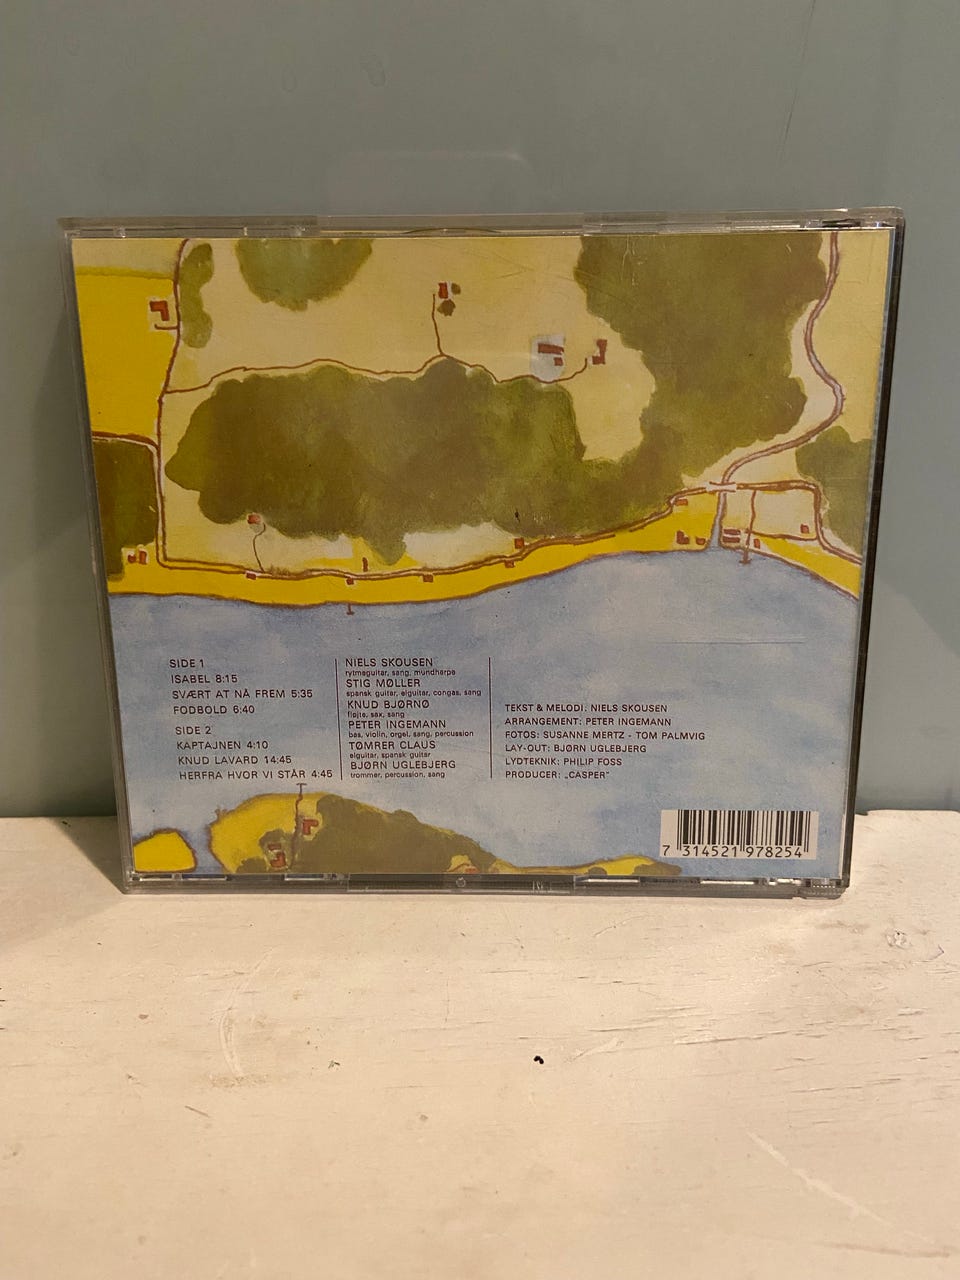 SIDE 1
ISABEL 8:15
SVÆRT AT NÅ FREM 5:35
FODBOLD 6:40
SIDE 2
KAPTAJNEN 4:10
KNUD LAVARD 14:45
HERFRA HVOR VI STÅR 4:45
NIELS SKOUSEN
rytmeguitar, sang, mundharpe
STIG MØLLER
spansk guitar, elguitar, congas, sang
KNUD BJØRNØ
fløjte, sax, sang
PETER INGEMANN
bas, violin, orgel, sang, percussion
TØMRER CLAUS
elguitar, spansk guitar
BJØRN UGLEBJERG
trommer, percussion, sang
TEKST & MELODI: NIELS SKOUSEN
ARRANGEMENT: PETER INGEMANN
FOTOS: SUSANNE MERTZ - TOM PALMVIG
LAY-OUT: BJØRN UGLEBJERG
LYDTEKNIK: PHILIP FOSS
PRODUCER: „CASPER"
7 314521 978254